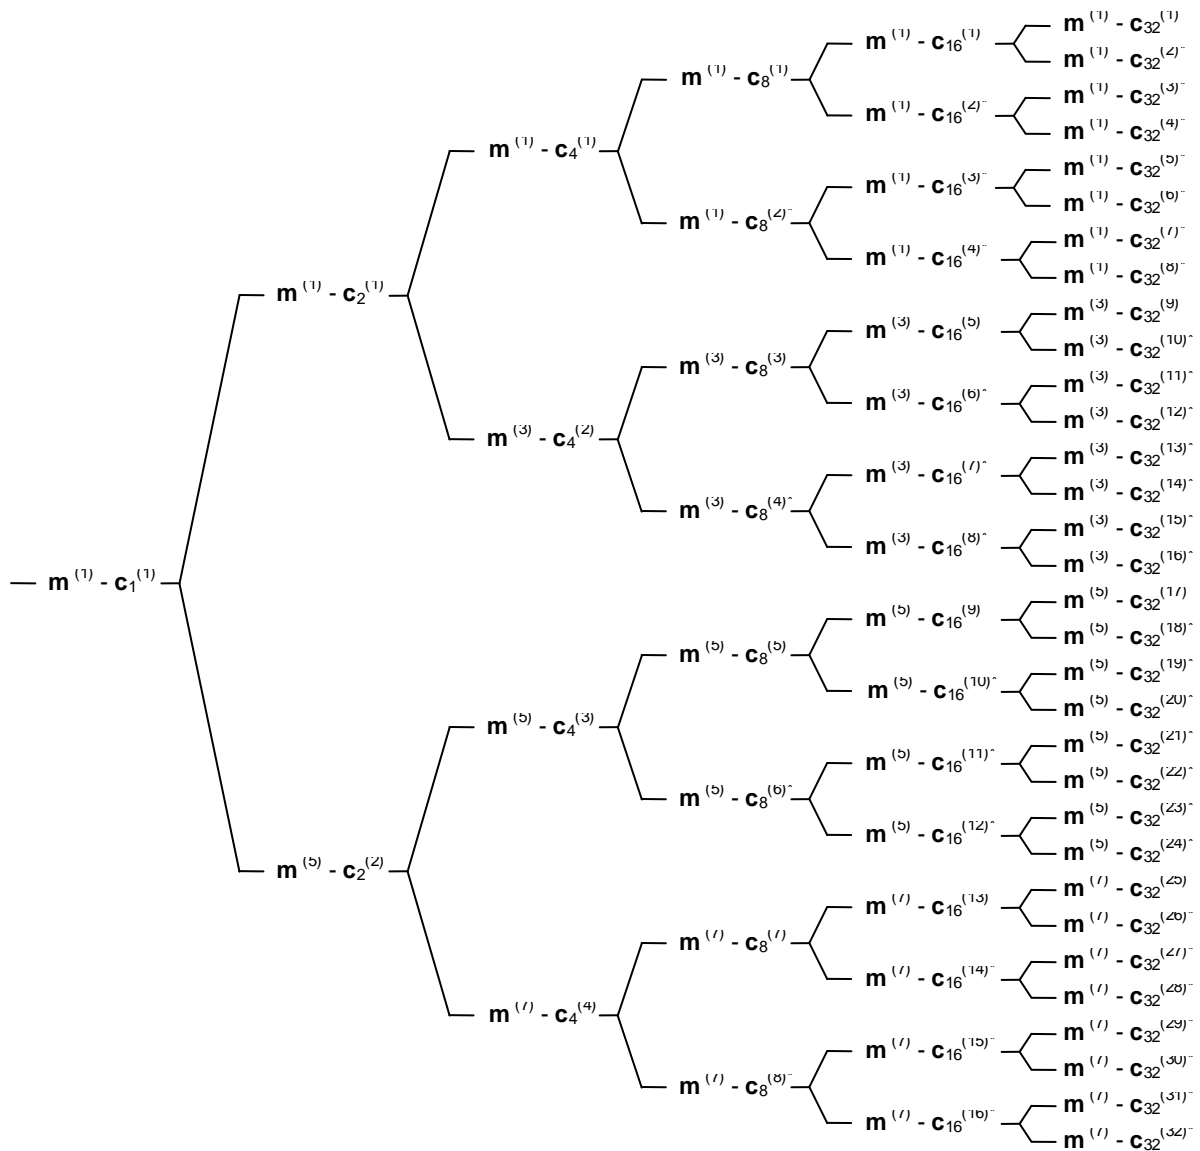 m(1) - c1(1)
m(1) - c2(1)
m(5) - c2(2)
m(1) - c4(1)
m(3) - c4(2)
m(5) - c4(3)
m(7) - c4(4)
m(1) - c8(1)
m(1) - c8(2)*
m(3) - c8(3)
m(3) - c8(4)*
m(5) - c8(5)
m(5) - c8(6)*
m(7) - c8(7)
m(7) - c8(8)*
m(1) - c16(1)
m(1) - c16(2)*
m(1) - c16(3)*
m(1) - c16(4)*
m(3) - c16(5)
m(3) - c16(6)*
m(3) - c16(7)*
m(3) - c16(8)*
m(5) - c16(9)
m(5) - c16(10)*
m(5) - c16(11)*
m(5) - c16(12)*
m(7) - c16(13)
m(7) - c16(14)*
m(7) - c16(15)*
m(7) - c16(16)*
m(1) - c32(1)
m(1) - c32(2)*
m(1) - c32(3)*
m(1) - c32(4)*
m(1) - c32(5)*
m(1) - c32(6)*
m(1) - c32(7)*
m(1) - c32(8)*
m(3) - c32(9)
m(3) - c32(10)*
m(3) - c32(11)*
m(3) - c32(12)*
m(3) - c32(13)*
m(3) - c32(14)*
m(3) - c32(15)*
m(3) - c32(16)*
m(5) - c32(17)
m(5) - c32(18)*
m(5) - c32(19)*
m(5) - c32(20)*
m(5) - c32(21)*
m(5) - c32(22)*
m(5) - c32(23)*
m(5) - c32(24)*
m(7) - c32(25)
m(7) - c32(26)*
m(7) - c32(27)*
m(7) - c32(28)*
m(7) - c32(29)*
m(7) - c32(30)*
m(7) - c32(31)*
m(7) - c32(32)*